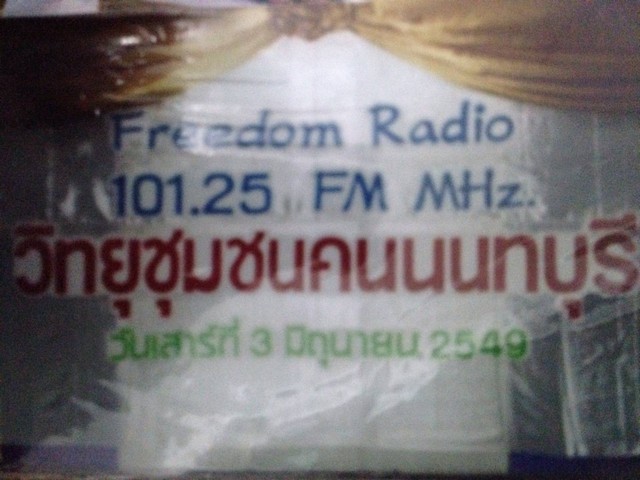 Freedom Radio
101.25 FM MHz.
วิทยุชุมชนคนนนทบุรี
วันเสาร์ที่ 3 มิถุนายน 2549